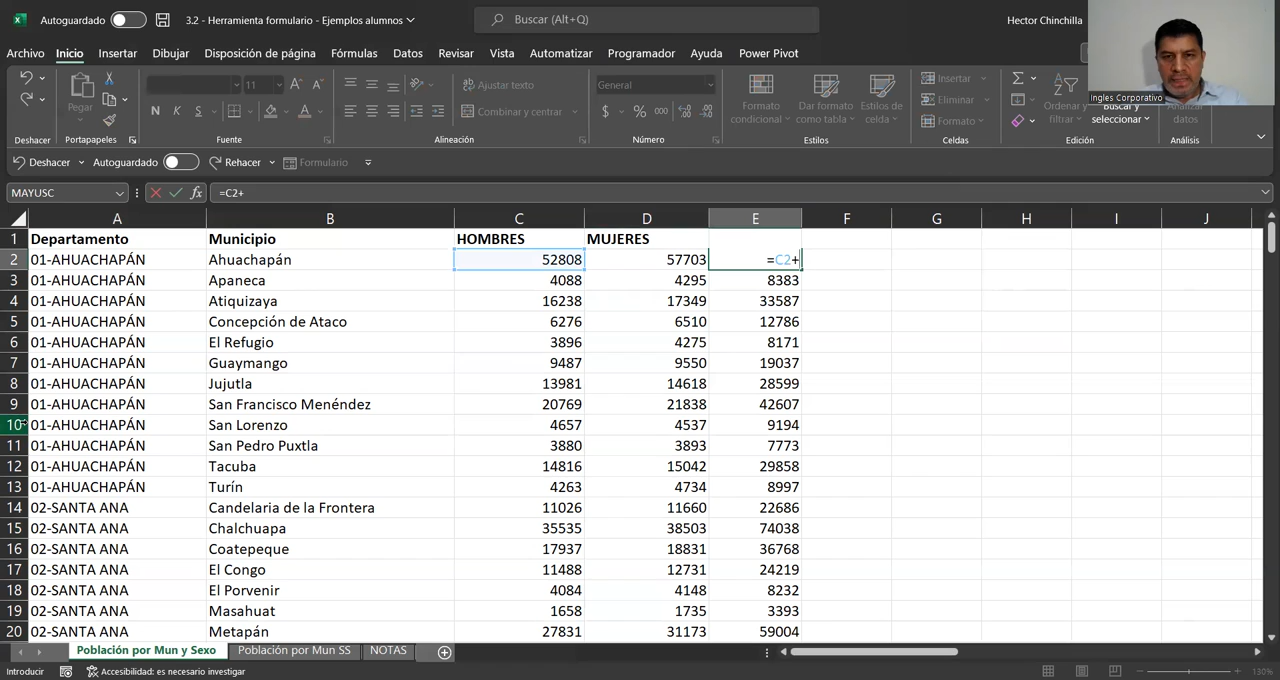 Autoguardado
3.2 - Herramienta formulario - Ejemplos alumnos
Buscar (Alt+Q)
Hector Chinchilla
Archivo Inicio Insertar Dibujar Disposición de página Fórmulas Datos Revisar Vista Automatizar Programador Ayuda Power Pivot
Ingles Corporativo
11
Ajustar texto
General
Insertar
Pegar
N K S
Combinar y centrar
$ % 000
Formato condicional
Dar formato como tabla
Estilos de celda
Eliminar
Formato
Ordenar y filtrar
Buscar y seleccionar
Analizar datos
Deshacer Portapapeles Fuente Alineación Número Estilos Celdas Edición Análisis
Deshacer Autoguardado Rehacer Formulario
MAYUSC fx =C2+
A B C D E F G H I J
1 Departamento Municipio HOMBRES MUJERES
2 01-AHUACHAPÁN Ahuachapán 52808 57703 =C2+
3 01-AHUACHAPÁN Apaneca 4088 4295 8383
4 01-AHUACHAPÁN Atiquizaya 16238 17349 33587
5 01-AHUACHAPÁN Concepción de Ataco 6276 6510 12786
6 01-AHUACHAPÁN El Refugio 3896 4275 8171
7 01-AHUACHAPÁN Guaymango 9487 9550 19037
8 01-AHUACHAPÁN Jujutla 13981 14618 28599
9 01-AHUACHAPÁN San Francisco Menéndez 20769 21838 42607
10 01-AHUACHAPÁN San Lorenzo 4657 4537 9194
11 01-AHUACHAPÁN San Pedro Puxtla 3880 3893 7773
12 01-AHUACHAPÁN Tacuba 14816 15042 29858
13 01-AHUACHAPÁN Turín 4263 4734 8997
14 02-SANTA ANA Candelaria de la Frontera 11026 11660 22686
15 02-SANTA ANA Chalchuapa 35535 38503 74038
16 02-SANTA ANA Coatepeque 17937 18831 36768
17 02-SANTA ANA El Congo 11488 12731 24219
18 02-SANTA ANA El Porvenir 4084 4148 8232
19 02-SANTA ANA Masahuat 1658 1735 3393
20 02-SANTA ANA Metapán 27831 31173 59004
Población por Mun y Sexo Población por Mun SS NOTAS
Introducir Accesibilidad: es necesario investigar 130%